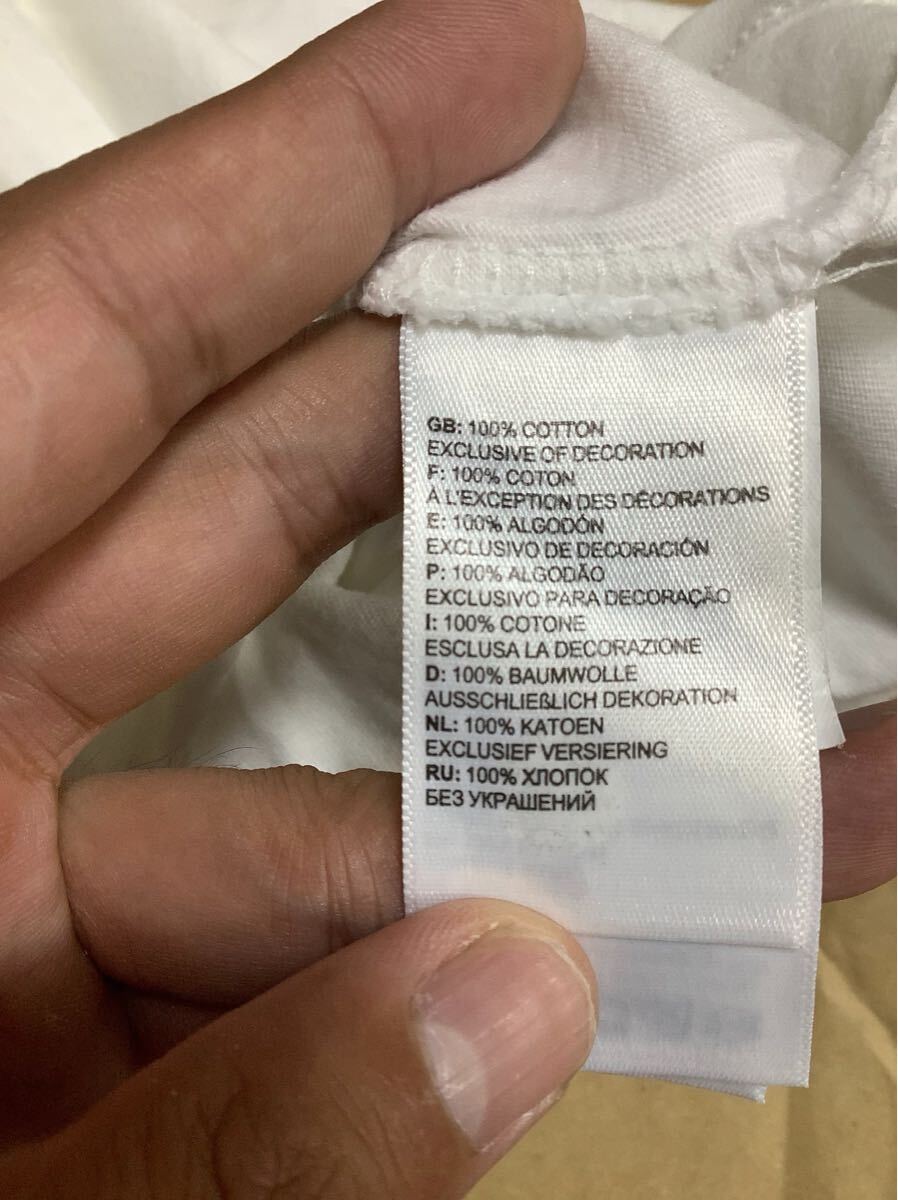 GB: 100% COTTON
EXCLUSIVE OF DECORATION
F: 100% COTON
À L'EXCEPTION DES DÉCORATIONS
E: 100% ALGODÓN
EXCLUSIVO DE DECORACIÓN
P: 100% ALGODÃO
EXCLUSIVO PARA DECORAÇÃO
I: 100% COTONE
ESCLUSA LA DECORAZIONE
D: 100% BAUMWOLLE
AUSSCHLIEßLICH DEKORATION
NL: 100% KATOEN
EXCLUSIEF VERSIERING
RU: 100% ХЛОПОК
БЕЗ УКРАШЕНИЙ